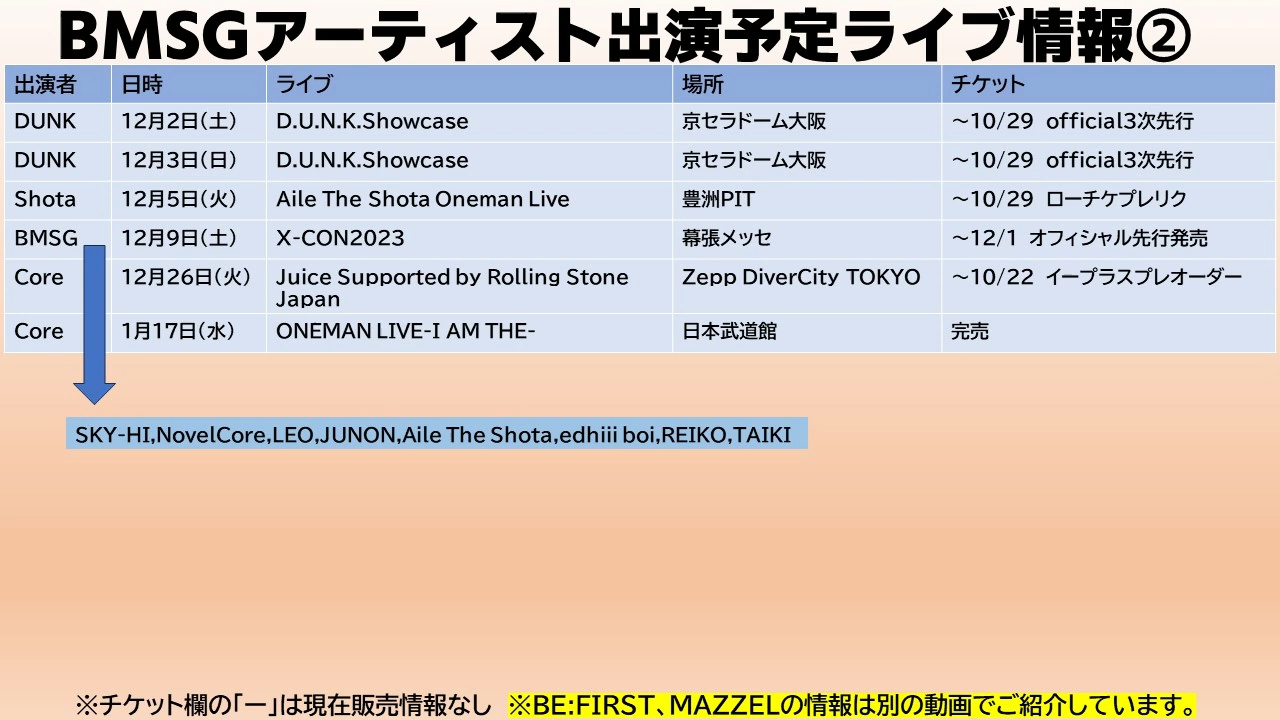 BMSGアーティスト出演予定ライブ情報②
出演者 日時 ライブ 場所 チケット
DUNK 12月2日(土) D.U.N.K.Showcase 京セラドーム大阪 ～10/29 official3次先行
DUNK 12月3日(日) D.U.N.K.Showcase 京セラドーム大阪 ～10/29 official3次先行
Shota 12月5日(火) Aile The Shota Oneman Live 豊洲PIT ～10/29 ローチケプレリク
BMSG 12月9日(土) X-CON2023 幕張メッセ ～12/1 オフィシャル先行発売
Core 12月26日(火) Juice Supported by Rolling Stone Zepp DiverCity TOKYO ～10/22 イープラスプレオーダー
Japan
Core 1月17日(水) ONEMAN LIVE-I AM THE- 日本武道館 完売
SKY-HI,NovelCore,LEO,JUNON,Aile The Shota,edhiii boi,REIKO,TAIKI
※チケット欄の「ー」は現在販売情報なし ※BE:FIRST、MAZZELの情報は別の動画でご紹介しています。